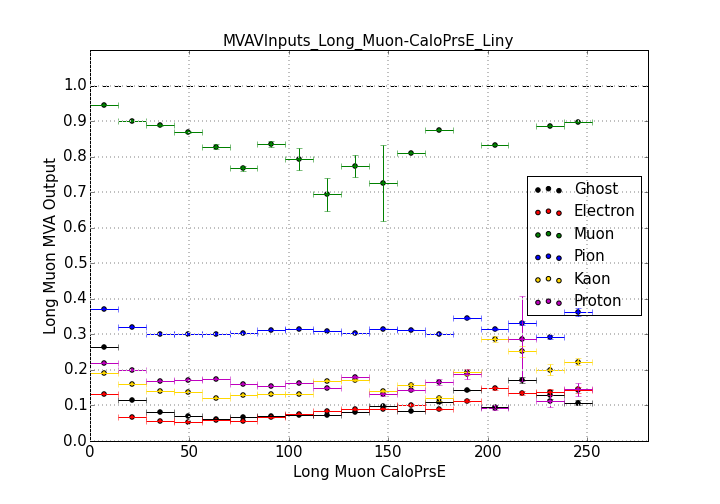 MVAVInputs_Long_Muon-CaloPrsE_Liny
1.0
0.9
0.8
0.7
0.6
0.5
0.4
0.3
0.2
0.1
0.0
Long Muon MVA Output
Ghost
Electron
Muon
Pion
Kaon
Proton
0 50 100 150 200 250
Long Muon CaloPrsE